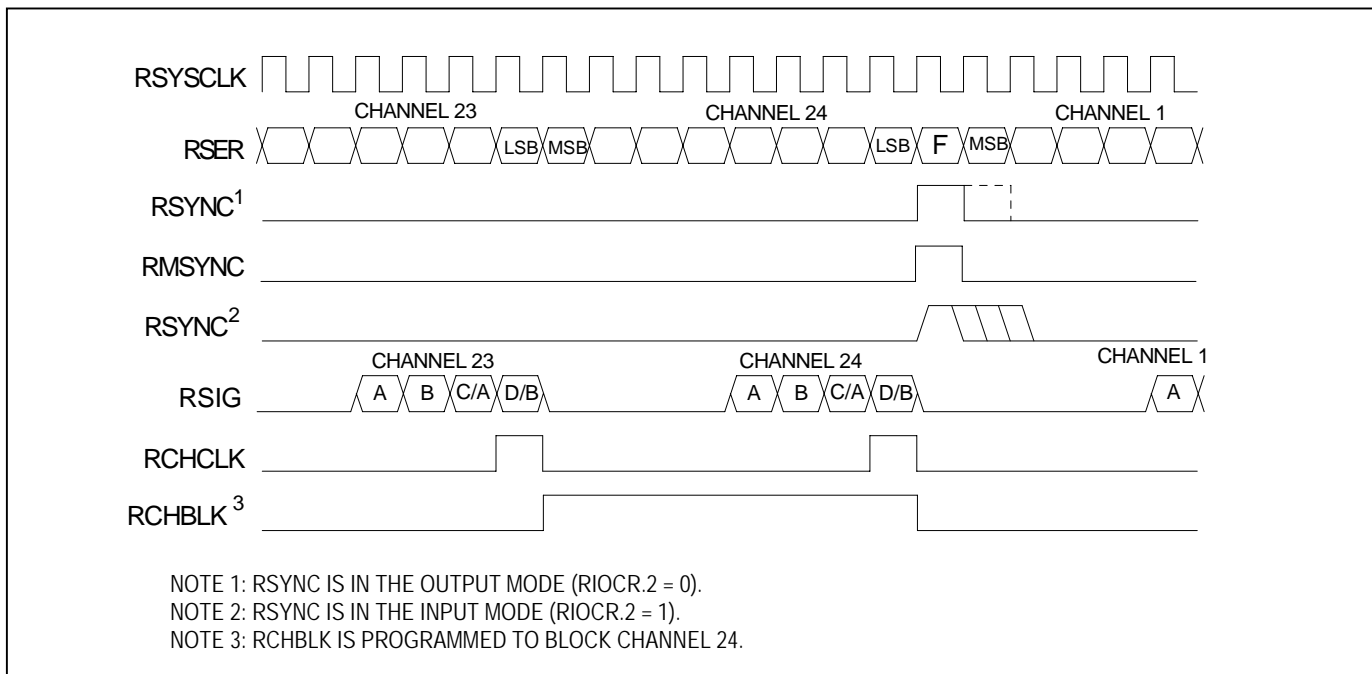 RSYSCLK
CHANNEL 23 CHANNEL 24 CHANNEL 1
RSER LSB MSB LSB F MSB
RSYNC1
RMSYNC
RSYNC2
CHANNEL 23 CHANNEL 24 CHANNEL 1
RSIG A B C/A D/B A B C/A D/B A
RCHCLK
RCHBLK 3
NOTE 1: RSYNC IS IN THE OUTPUT MODE (RIOCR.2 = 0).
NOTE 2: RSYNC IS IN THE INPUT MODE (RIOCR.2 = 1).
NOTE 3: RCHBLK IS PROGRAMMED TO BLOCK CHANNEL 24.